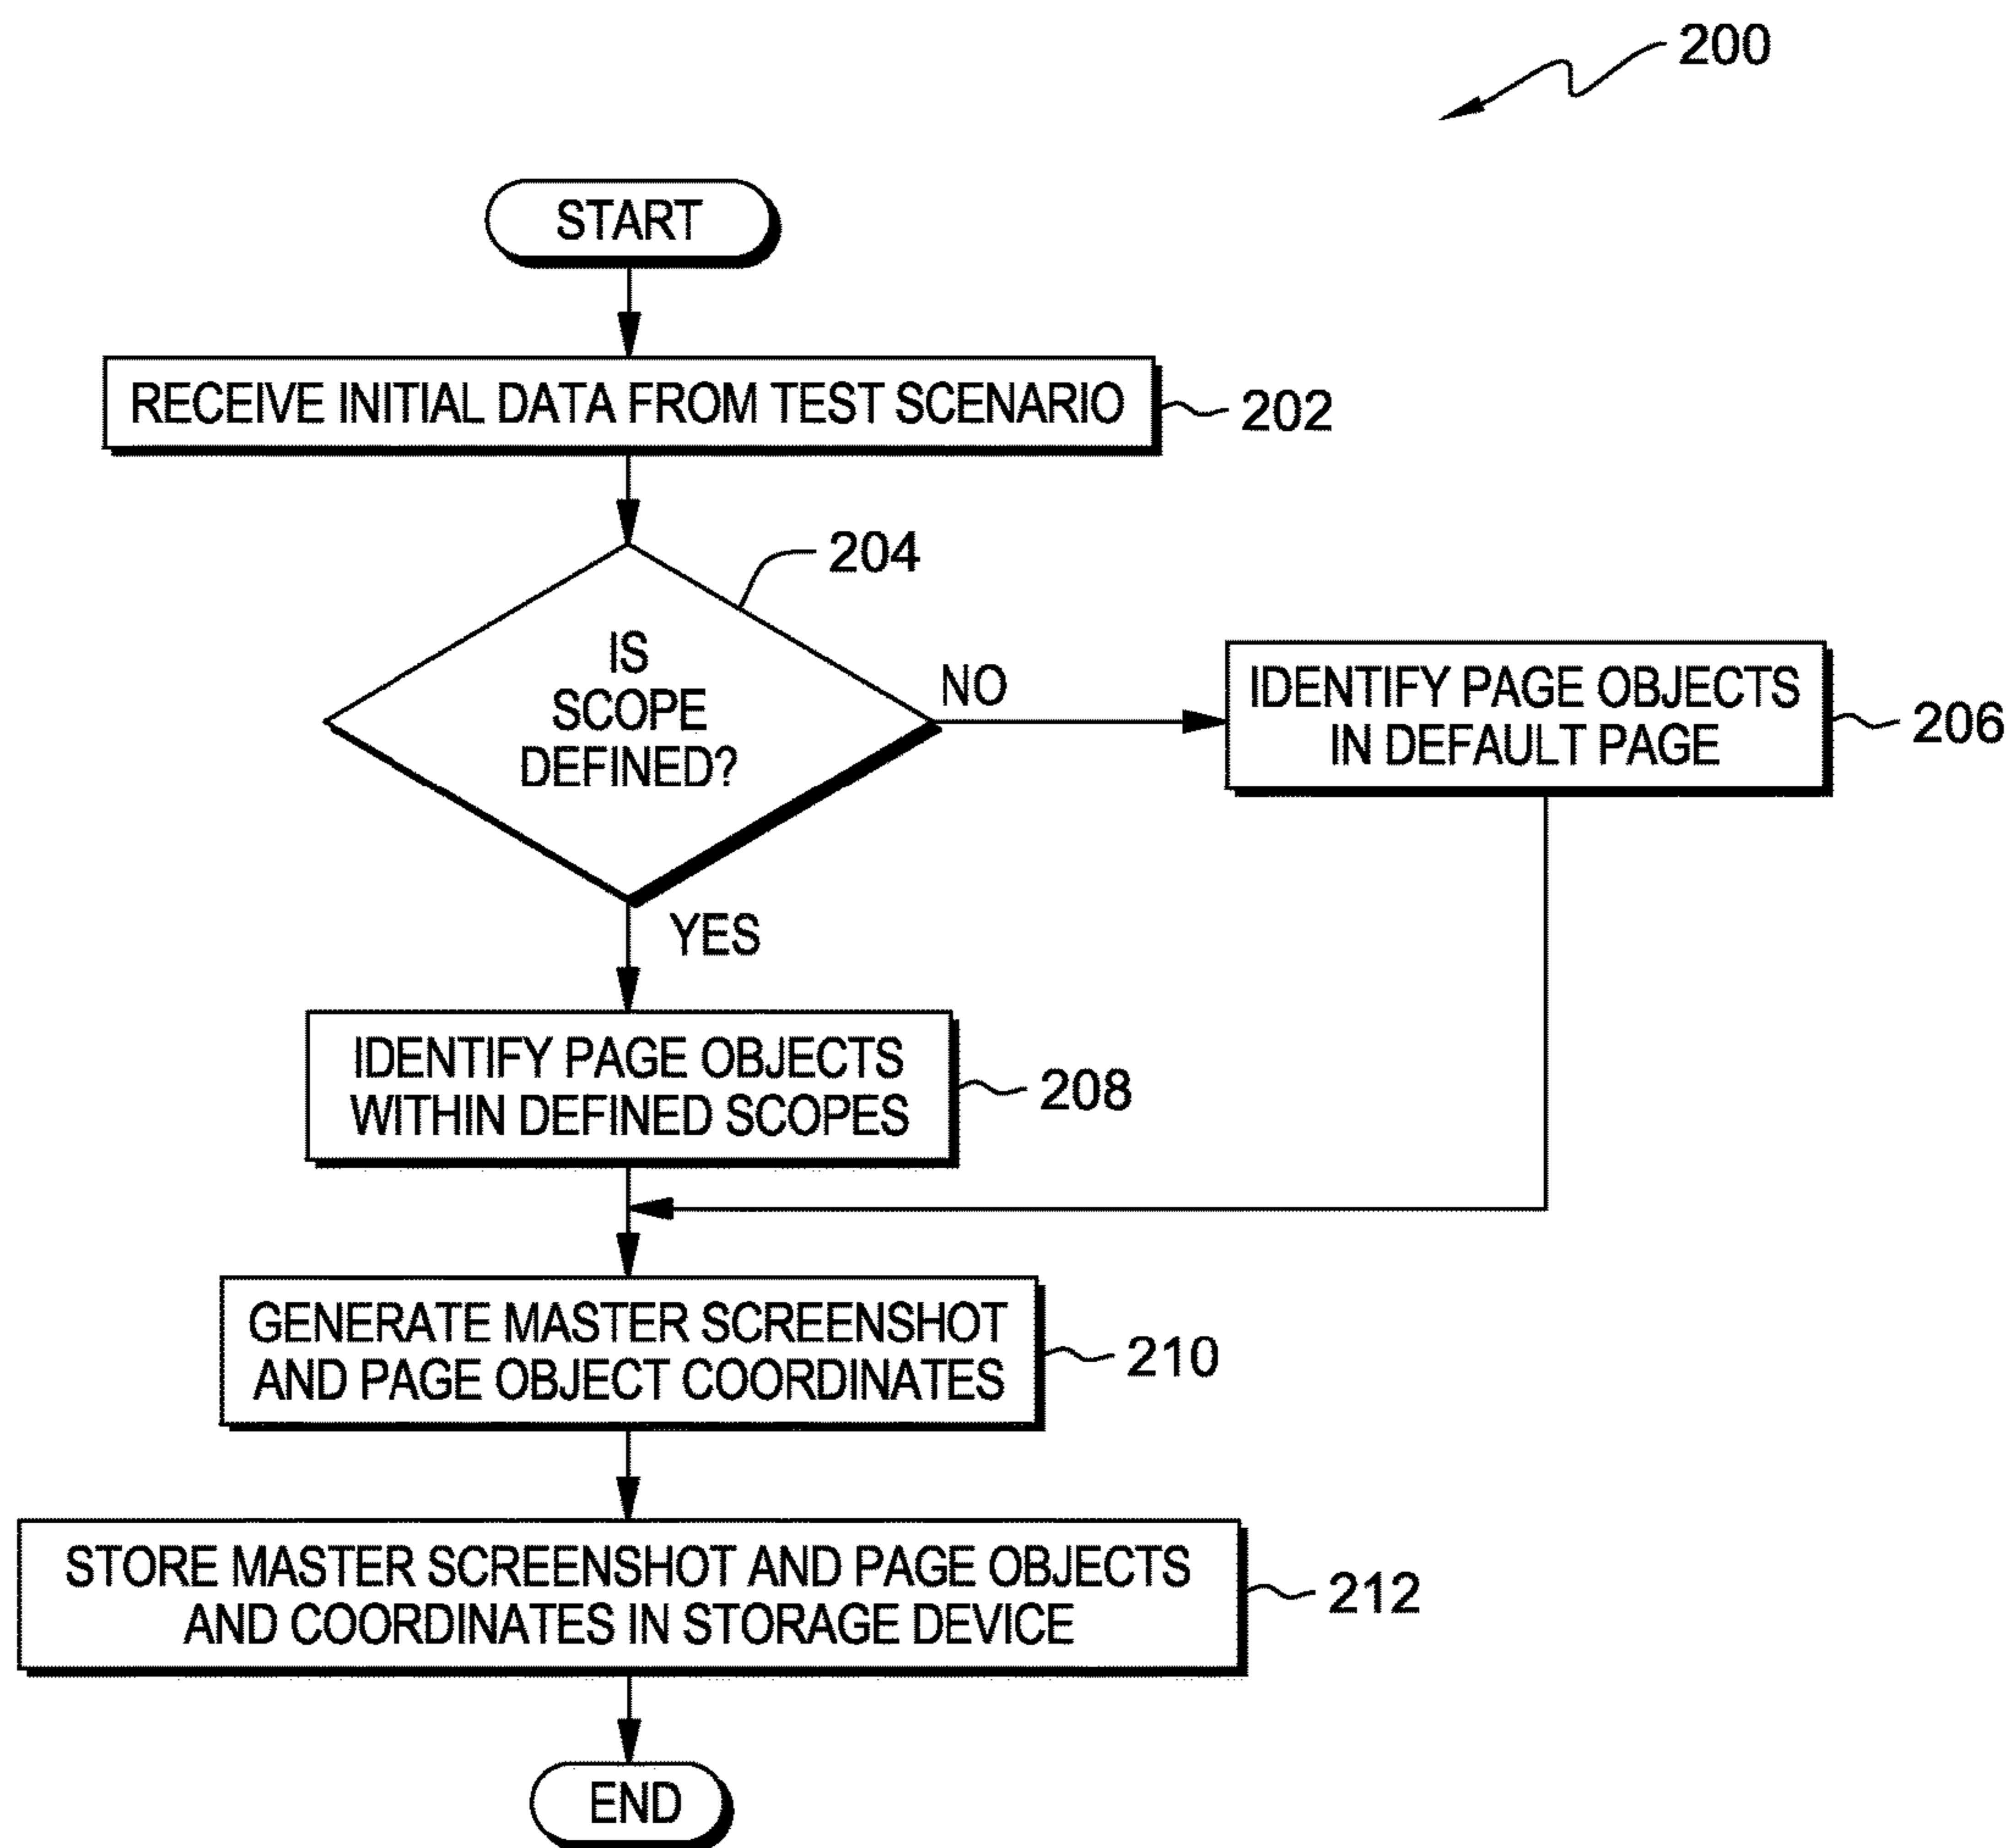 200
START
RECEIVE INITIAL DATA FROM TEST SCENARIO
202
204
IS
SCOPE
DEFINED?
NO
IDENTIFY PAGE OBJECTS
IN DEFAULT PAGE
206
YES
IDENTIFY PAGE OBJECTS
WITHIN DEFINED SCOPES
208
GENERATE MASTER SCREENSHOT
AND PAGE OBJECT COORDINATES
210
STORE MASTER SCREENSHOT AND PAGE OBJECTS
AND COORDINATES IN STORAGE DEVICE
212
END